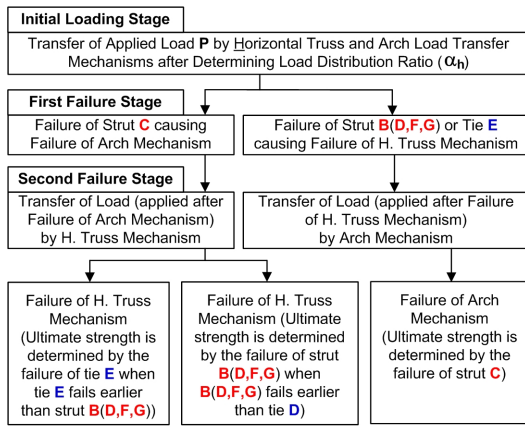 Initial Loading Stage
Transfer of Applied Load P by Horizontal Truss and Arch Load Transfer
Mechanisms after Determining Load Distribution Ratio (αh)
First Failure Stage
Failure of Strut C causing
Failure of Arch Mechanism
Failure of Strut B(D,F,G) or Tie E
causing Failure of H. Truss Mechanism
Second Failure Stage
Transfer of Load (applied after
Failure of Arch Mechanism)
by H. Truss Mechanism
Transfer of Load (applied after Failure
of H. Truss Mechanism)
by Arch Mechanism
Failure of H. Truss
Mechanism
(Ultimate strength is
determined by the
failure of tie E when
tie E fails earlier
than strut B(D,F,G))
Failure of H. Truss
Mechanism (Ultimate
strength is determined
by the failure of strut
B(D,F,G) when
B(D,F,G) fails earlier
than tie D)
Failure of Arch
Mechanism
(Ultimate strength is
determined by the
failure of strut C)